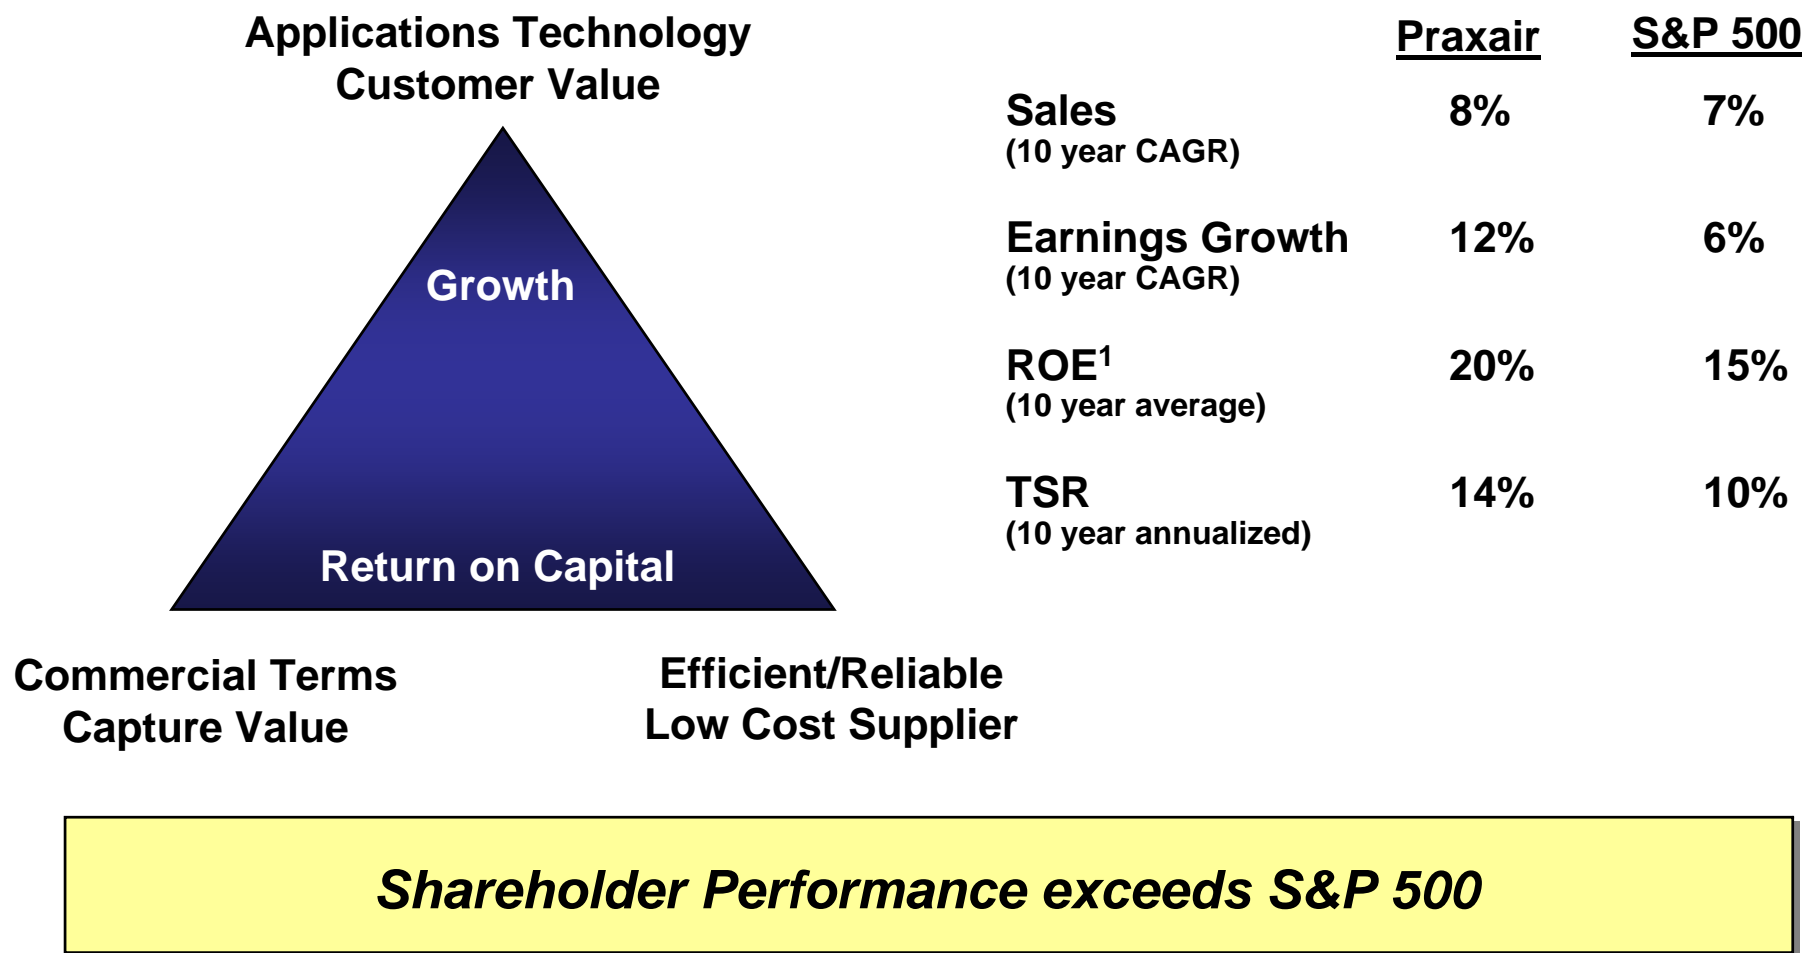 Applications Technology
Customer Value
Growth
Return on Capital
Commercial Terms
Capture Value
Efficient/Reliable
Low Cost Supplier
Praxair S&P 500
Sales 8% 7%
(10 year CAGR)
Earnings Growth 12% 6%
(10 year CAGR)
ROE¹ 20% 15%
(10 year average)
TSR 14% 10%
(10 year annualized)
Shareholder Performance exceeds S&P 500